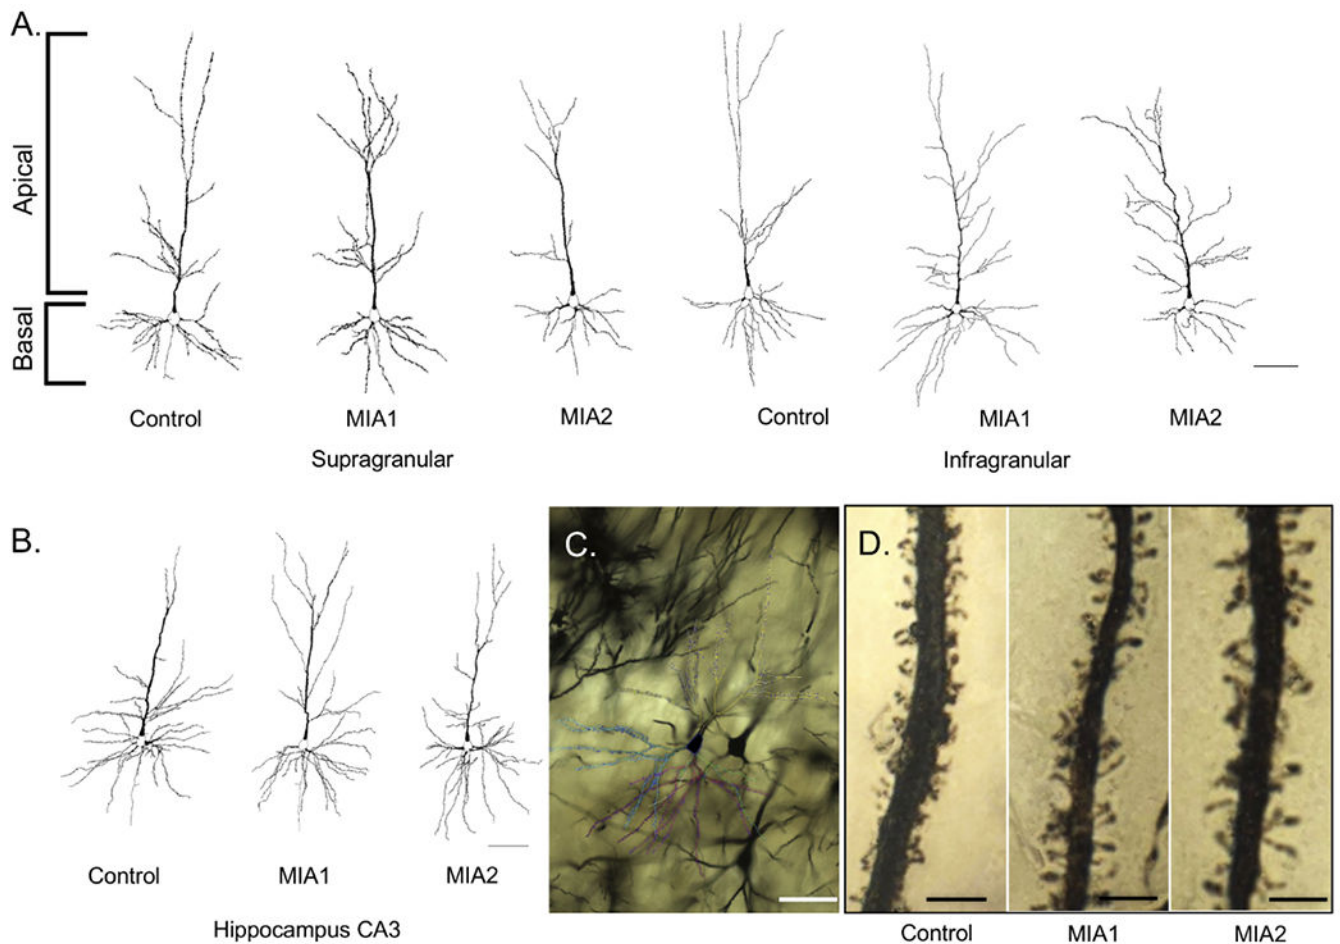 A.
Apical
Basal
Control
MIA1
MIA2
Control
MIA1
MIA2
Supragranular
Infragranular
B.
C.
D.
Control
MIA1
MIA2
Hippocampus CA3
Control
MIA1
MIA2